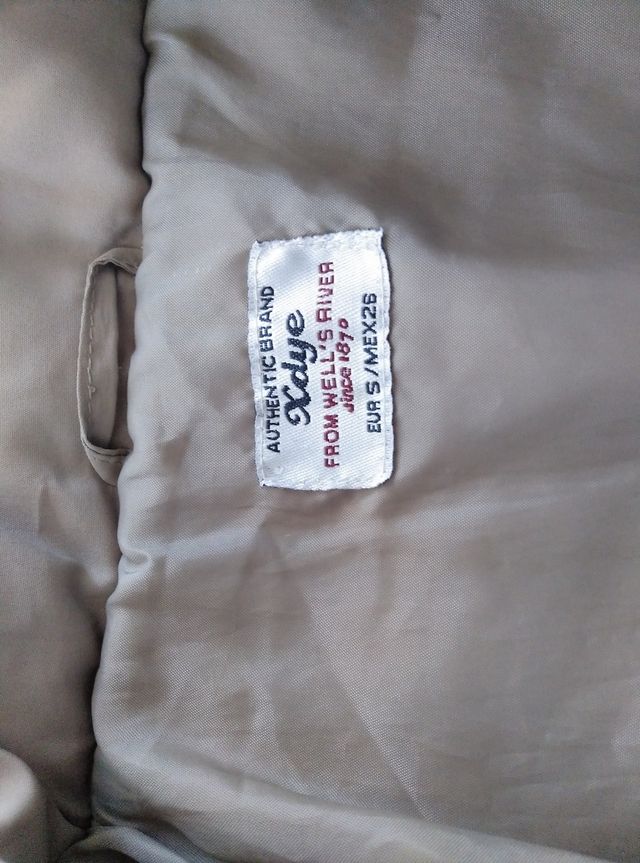 AUTHENTIC BRAND
Xdye
FROM WELL'S RIVER
since 1870
EUR S/MEX26